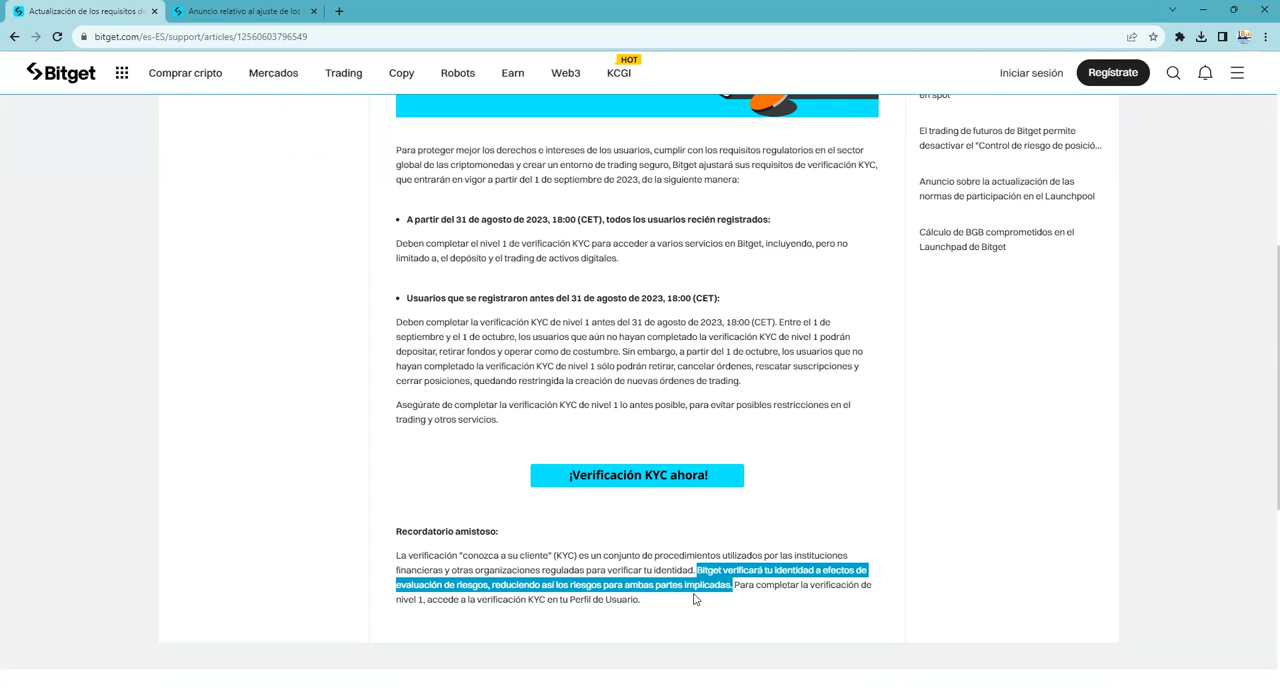 Actualización de los requisitos de
Anuncio relativo al ajuste de los
bitget.com/es-ES/support/articles/12560603796549
HOT
Bitget
Comprar cripto
Mercados
Trading
Copy
Robots
Earn
Web3
KCGI
Iniciar sesión
Regístrate
en spot
El trading de futuros de Bitget permite
desactivar el "Control de riesgo de posició...
Anuncio sobre la actualización de las
normas de participación en el Launchpool
Cálculo de BGB comprometidos en el
Launchpad de Bitget
Para proteger mejor los derechos e intereses de los usuarios, cumplir con los requisitos regulatorios en el sector
global de las criptomonedas y crear un entorno de trading seguro, Bitget ajustará sus requisitos de verificación KYC,
que entrarán en vigor a partir del 1 de septiembre de 2023, de la siguiente manera:
• A partir del 31 de agosto de 2023, 18:00 (CET), todos los usuarios recién registrados:
Deben completar el nivel 1 de verificación KYC para acceder a varios servicios en Bitget, incluyendo, pero no
limitado a, el depósito y el trading de activos digitales.
• Usuarios que se registraron antes del 31 de agosto de 2023, 18:00 (CET):
Deben completar la verificación KYC de nivel 1 antes del 31 de agosto de 2023, 18:00 (CET). Entre el 1 de
septiembre y el 1 de octubre, los usuarios que aún no hayan completado la verificación KYC de nivel 1 podrán
depositar, retirar fondos y operar como de costumbre. Sin embargo, a partir del 1 de octubre, los usuarios que no
hayan completado la verificación KYC de nivel 1 sólo podrán retirar, cancelar órdenes, rescatar suscripciones y
cerrar posiciones, quedando restringida la creación de nuevas órdenes de trading.
Asegúrate de completar la verificación KYC de nivel 1 lo antes posible, para evitar posibles restricciones en el
trading y otros servicios.
¡Verificación KYC ahora!
Recordatorio amistoso:
La verificación "conozca a su cliente" (KYC) es un conjunto de procedimientos utilizados por las instituciones
financieras y otras organizaciones reguladas para verificar tu identidad. Bitget verificará tu identidad a efectos de
evaluación de riesgos, reduciendo así los riesgos para ambas partes implicadas. Para completar la verificación de
nivel 1, accede a la verificación KYC en tu Perfil de Usuario.